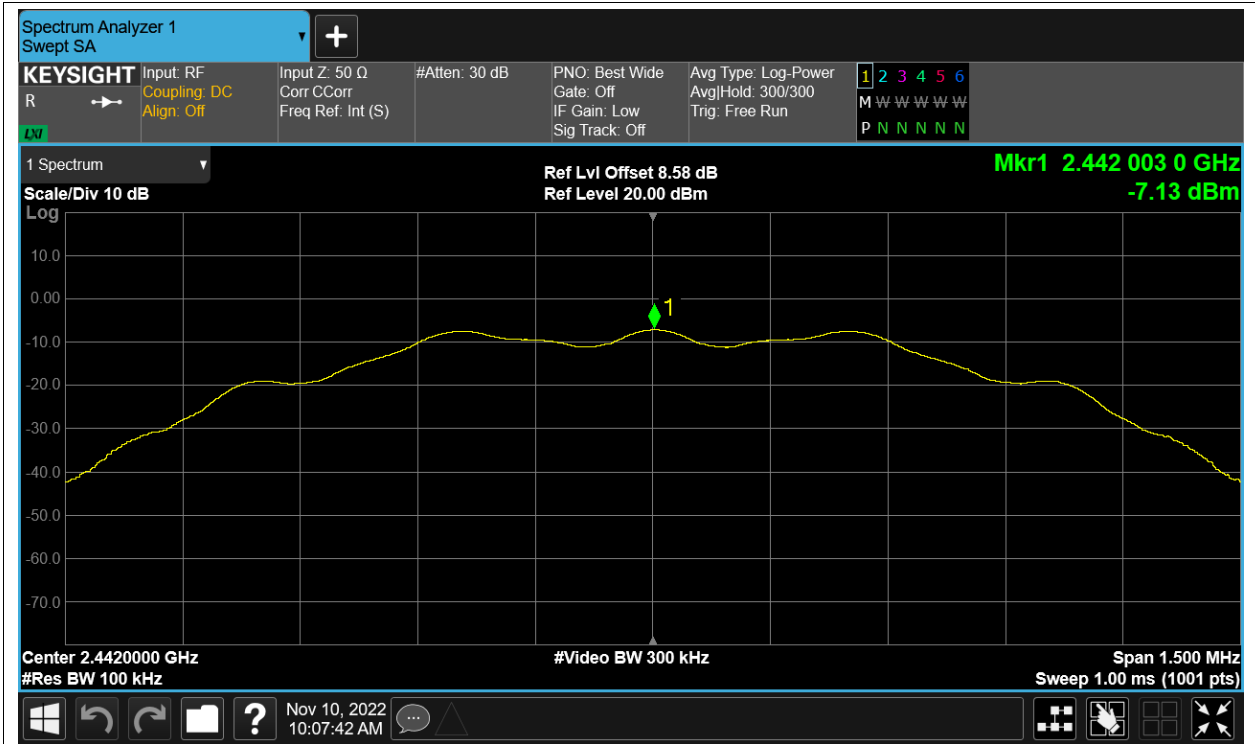 Spectrum Analyzer 1
Swept SA
KEYSIGHT
R
LXI
Input: RF
Coupling: DC
Align: Off
Input Z: 50 Ω
Corr CCorr
Freq Ref: Int (S)
#Atten: 30 dB
PNO: Best Wide
Gate: Off
IF Gain: Low
Sig Track: Off
Avg Type: Log-Power
Avg|Hold: 300/300
Trig: Free Run
1 2 3 4 5 6
M W W W W W W
P N N N N N
1 Spectrum
Scale/Div 10 dB
Log
Ref Lvl Offset 8.58 dB
Ref Level 20.00 dBm
Mkr1 2.442 003 0 GHz
-7.13 dBm
1
10.0
0.00
-10.0
-20.0
-30.0
-40.0
-50.0
-60.0
-70.0
Center 2.4420000 GHz
#Res BW 100 kHz
#Video BW 300 kHz
Span 1.500 MHz
Sweep 1.00 ms (1001 pts)
?
Nov 10, 2022
10:07:42 AM